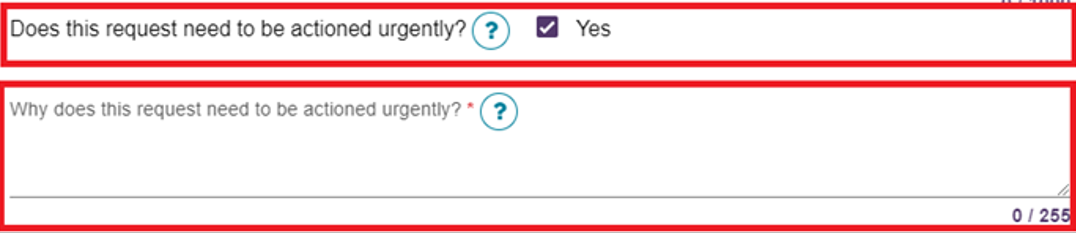 Does this request need to be actioned urgently? ? Yes
Why does this request need to be actioned urgently? * ?
0 / 255